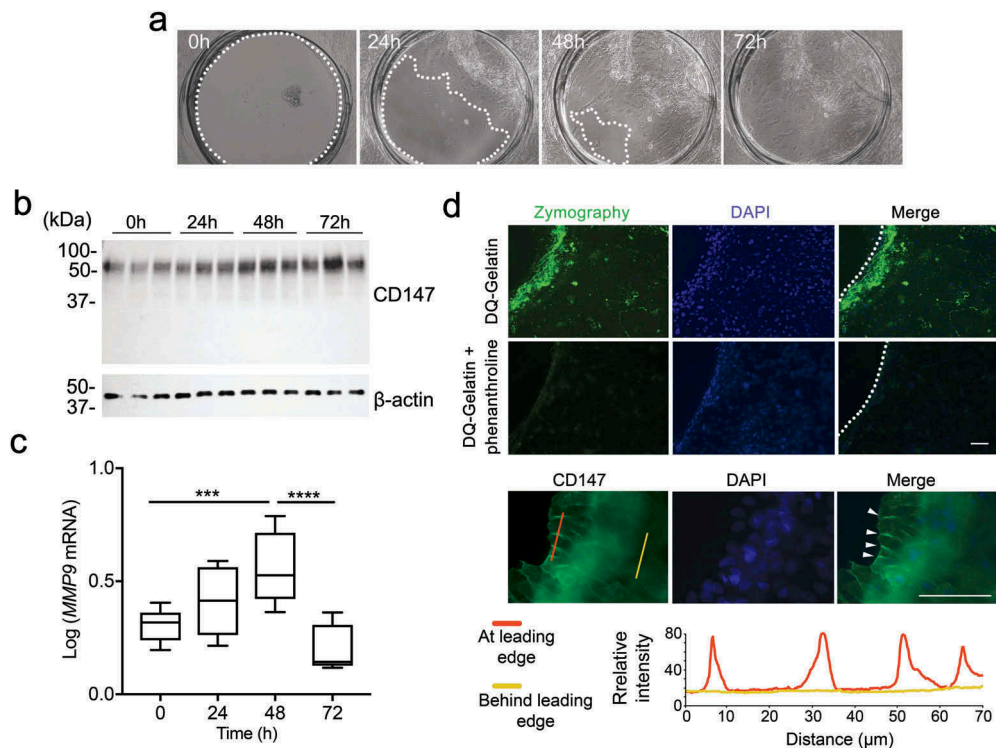 a
0h 24h 48h 72h
b
(kDa) 0h 24h 48h 72h
100-
50-
37-
CD147
50-
37-
β-actin
c
Log (MMP9 mRNA)
1.0
0.5
0.0
*** ****
0 24 48 72
Time (h)
d
Zymography DAPI Merge
DQ-Gelatin
DQ-Gelatin +
phenanthroline
CD147 DAPI Merge
At leading
edge
Behind leading
edge
Rrelative
intensity
80
40
0
0 10 20 30 40 50 60 70
Distance (µm)